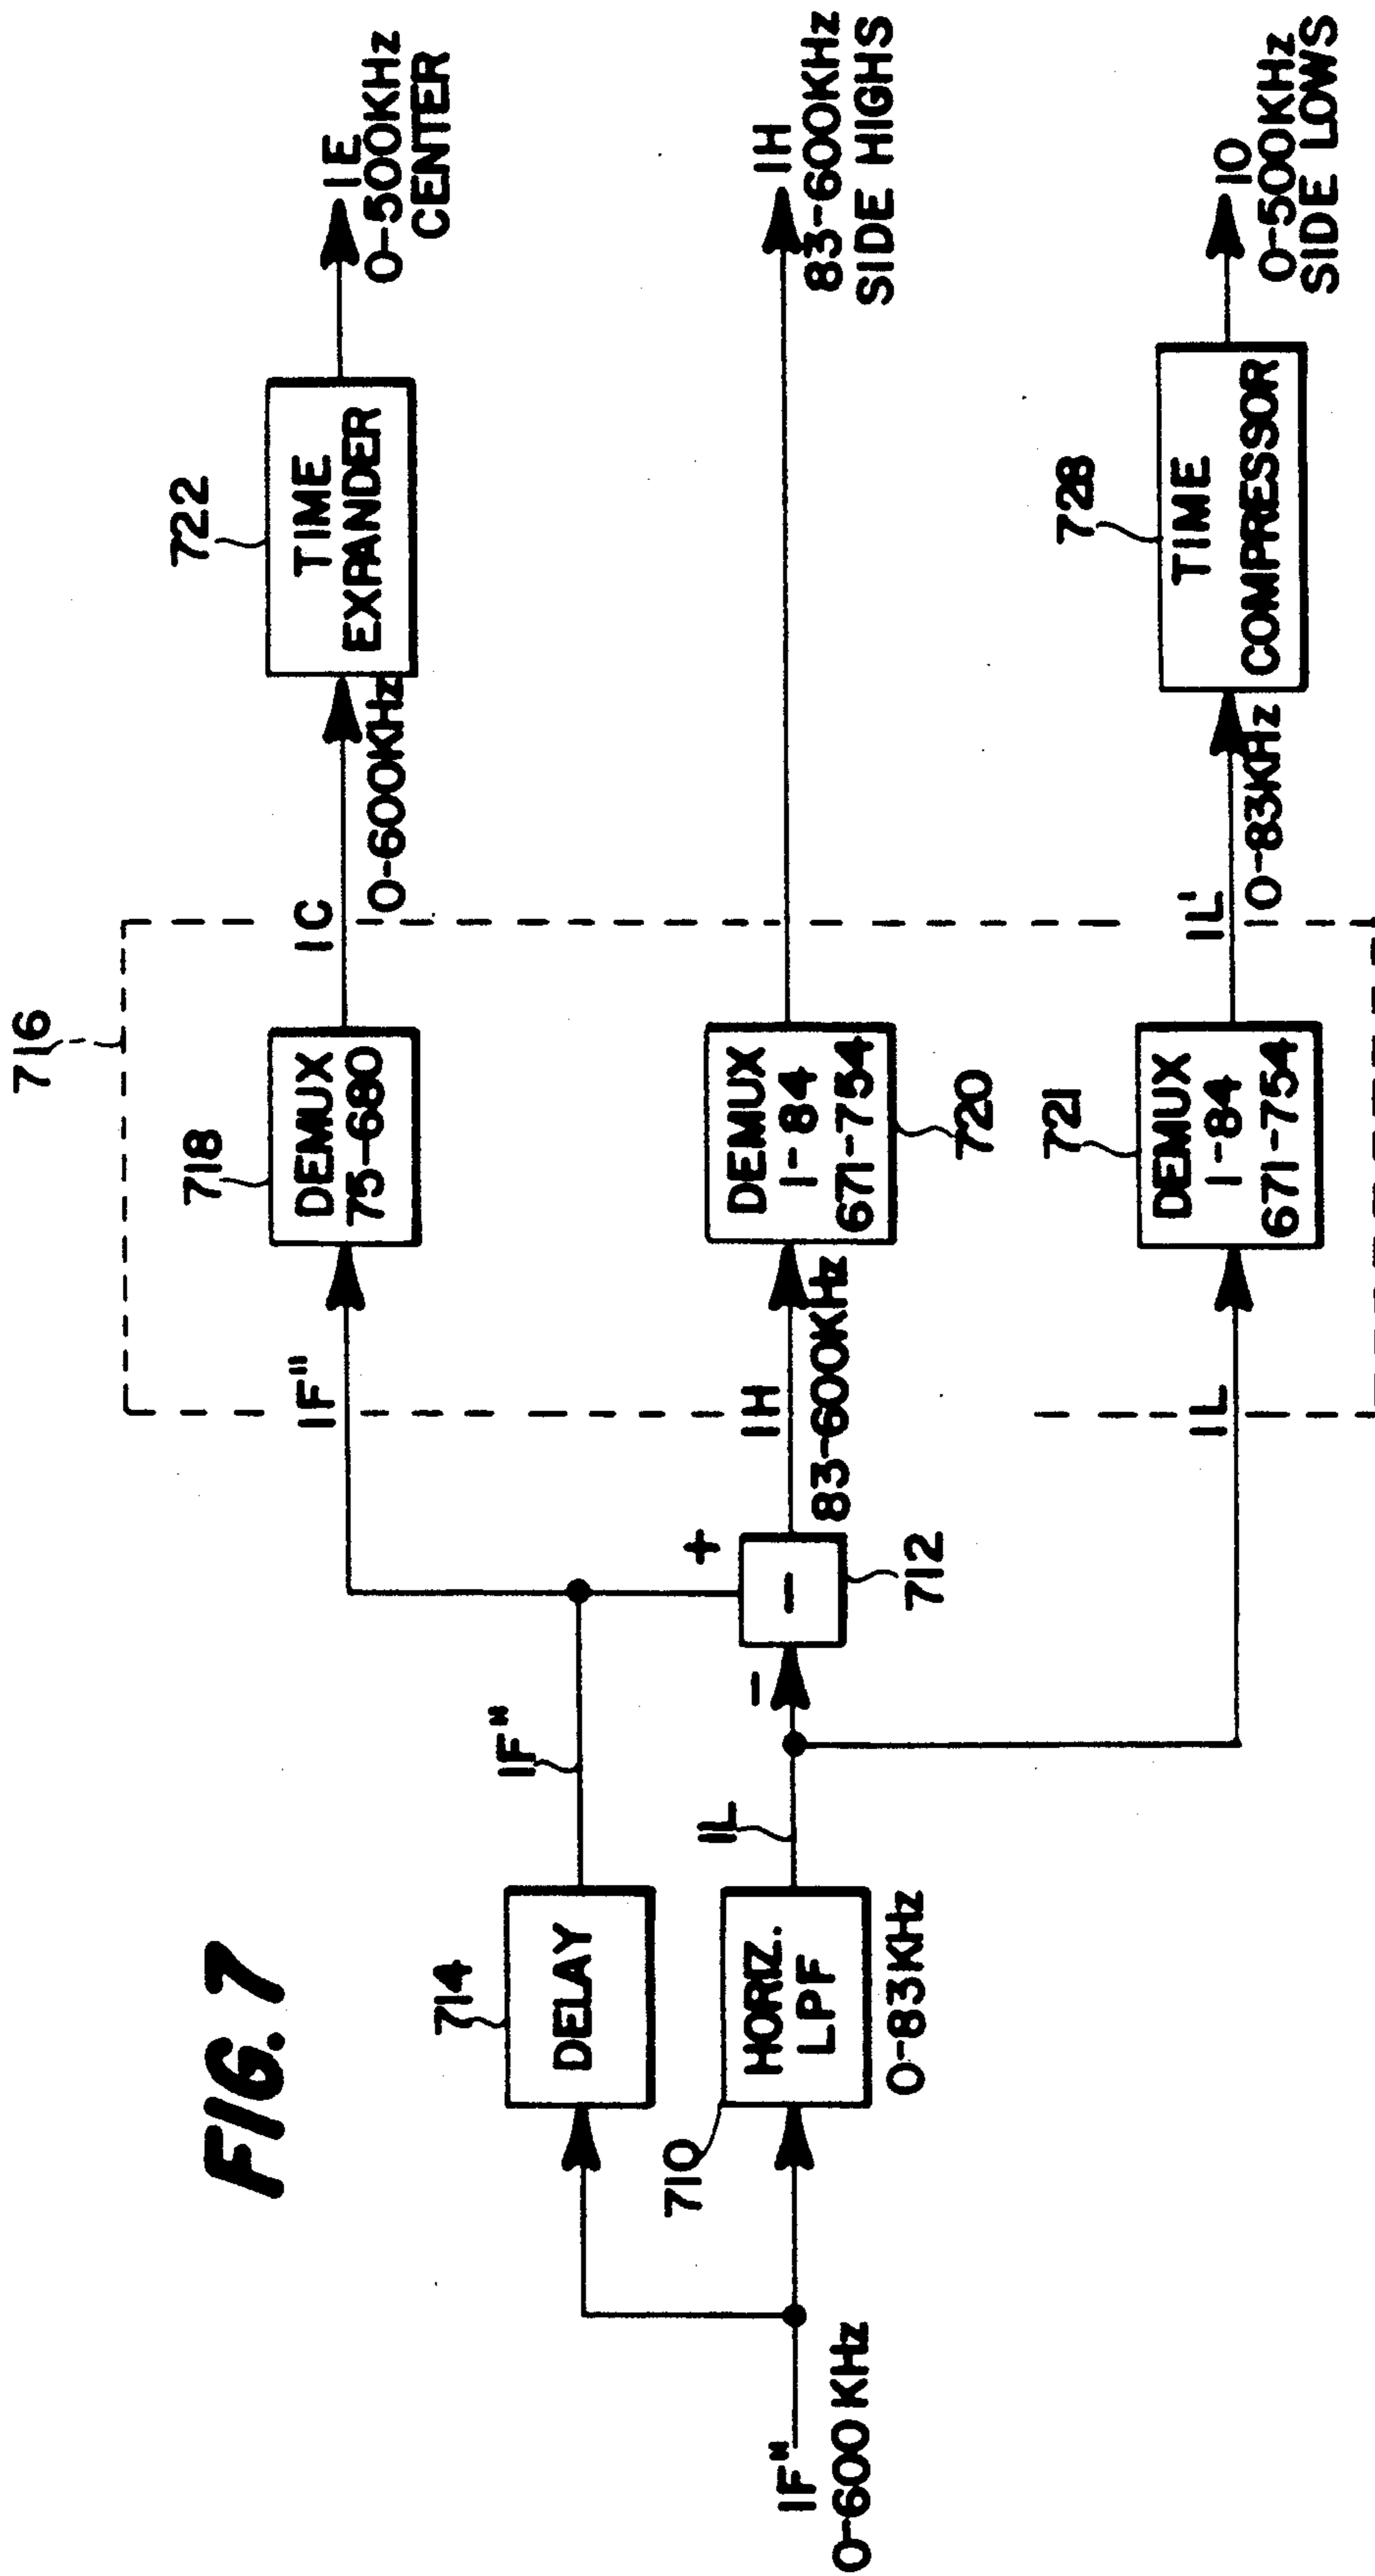 FIG. 7
716
718
DEMUX
75-680
IF"
IC
0-600KHz
722
TIME
EXPANDER
IE
0-500KHz
CENTER
714
DELAY
IF"
+
-
-
712
IH
83-600KHz
DEMUX
1-84
671-754
720
IH
83-600KHz
SIDE HIGHS
IF"
0-600 KHz
710
HORIZ.
LPF
0-83KHz
IL
IL
721
DEMUX
1-84
671-754
IL'
0-83KHz
728
TIME
COMPRESSOR
IO
0-500KHz
SIDE LOWS